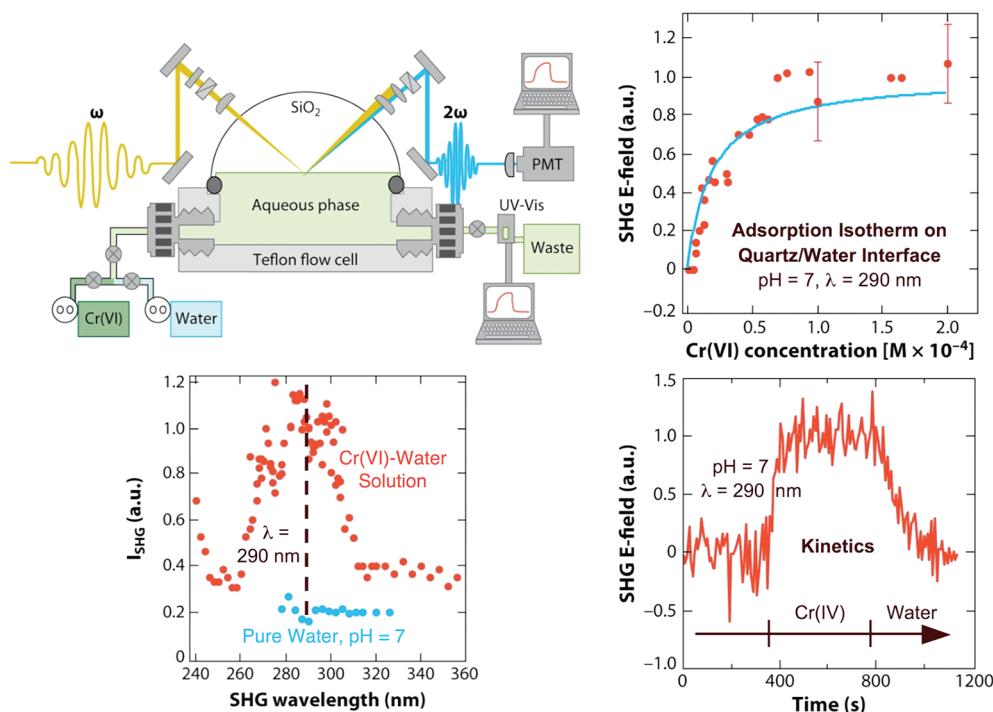 ω
SiO₂
2ω
PMT
Aqueous phase
UV-Vis
Waste
Teflon flow cell
Cr(VI)
Water
SHG E-field (a.u.)
1.2
1.0
0.8
0.6
0.4
0.2
0
−0.2
Adsorption Isotherm on
Quartz/Water Interface
pH = 7, λ = 290 nm
0
0.5
1.0
1.5
2.0
Cr(VI) concentration [M × 10⁻⁴]
I_SHG (a.u.)
1.2
1.0
0.8
0.6
0.4
0.2
0
Cr(VI)-Water
Solution
λ =
290 nm
Pure Water, pH = 7
240
260
280
300
320
340
360
SHG wavelength (nm)
SHG E-field (a.u.)
1.5
1.0
0.5
0
−0.5
−1.0
pH = 7
λ = 290 nm
Kinetics
Cr(IV)
Water
0
400
800
1200
Time (s)